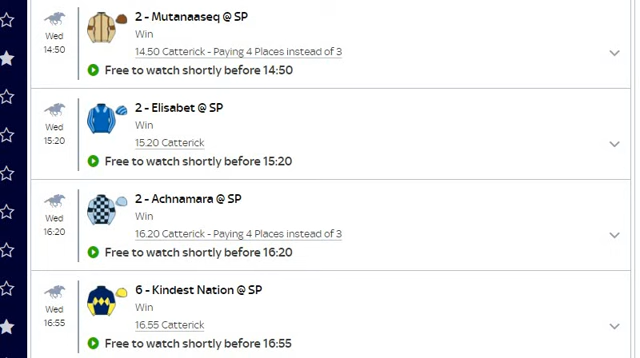 2 - Mutanaaseq @ SP
Wed
Win
14:50
14.50 Catterick - Paying 4 Places instead of 3
Free to watch shortly before 14:50
2 - Elisabet @ SP
Wed
Win
15:20
15.20 Catterick
Free to watch shortly before 15:20
2 - Achnamara @ SP
Wed
Win
16:20
16.20 Catterick - Paying 4 Places instead of 3
Free to watch shortly before 16:20
6 - Kindest Nation @ SP
Wed
Win
16:55
16.55 Catterick
Free to watch shortly before 16:55